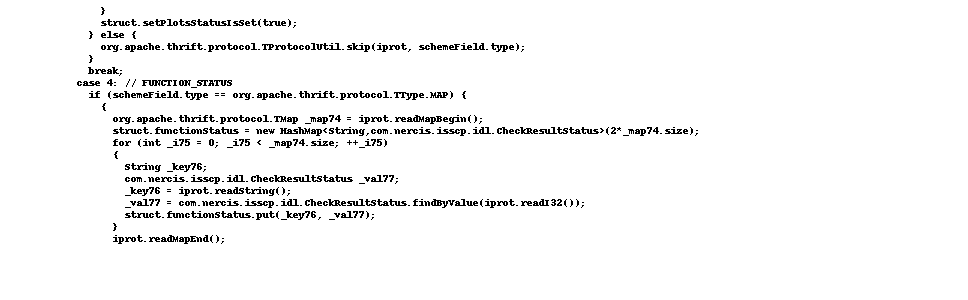 }
struct.setPlotsStatusIsSet(true);
} else {
org.apache.thrift.protocol.TProtocolUtil.skip(iprot, schemeField.type);
}
break;
case 4: // FUNCTION_STATUS
if (schemeField.type == org.apache.thrift.protocol.TType.MAP) {
{
org.apache.thrift.protocol.TMap _map74 = iprot.readMapBegin();
struct.functionStatus = new HashMap<String,com.nercis.isscp.idl.CheckResultStatus>(2*_map74.size);
for (int _i75 = 0; _i75 < _map74.size; ++_i75)
{
String _key76;
com.nercis.isscp.idl.CheckResultStatus _val77;
_key76 = iprot.readString();
_val77 = com.nercis.isscp.idl.CheckResultStatus.findByValue(iprot.readI32());
struct.functionStatus.put(_key76, _val77);
}
iprot.readMapEnd();